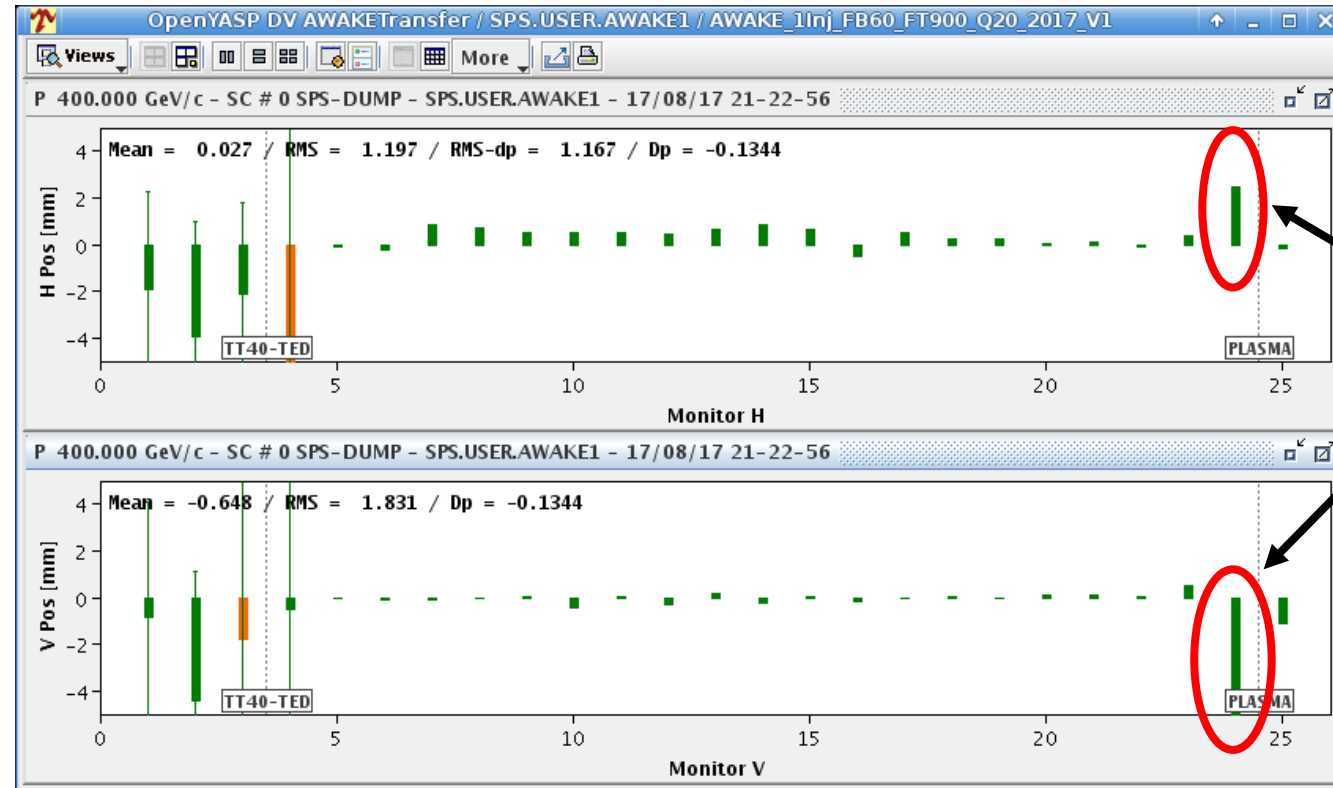 OpenYASP DV AWAKETransfer / SPS.USER.AWAKE1 / AWAKE_1Inj_FB60_FT900_Q20_2017_V1
Views More
P 400.000 GeV/c - SC # 0 SPS-DUMP - SPS.USER.AWAKE1 - 17/08/17 21-22-56
Mean = 0.027 / RMS = 1.197 / RMS-dp = 1.167 / Dp = -0.1344
H Pos [mm]
4
2
0
-2
-4
TT40-TED PLASMA
0 5 10 15 20 25
Monitor H
P 400.000 GeV/c - SC # 0 SPS-DUMP - SPS.USER.AWAKE1 - 17/08/17 21-22-56
Mean = -0.648 / RMS = 1.831 / Dp = -0.1344
V Pos [mm]
4
2
0
-2
-4
TT40-TED PLASMA
0 5 10 15 20 25
Monitor V